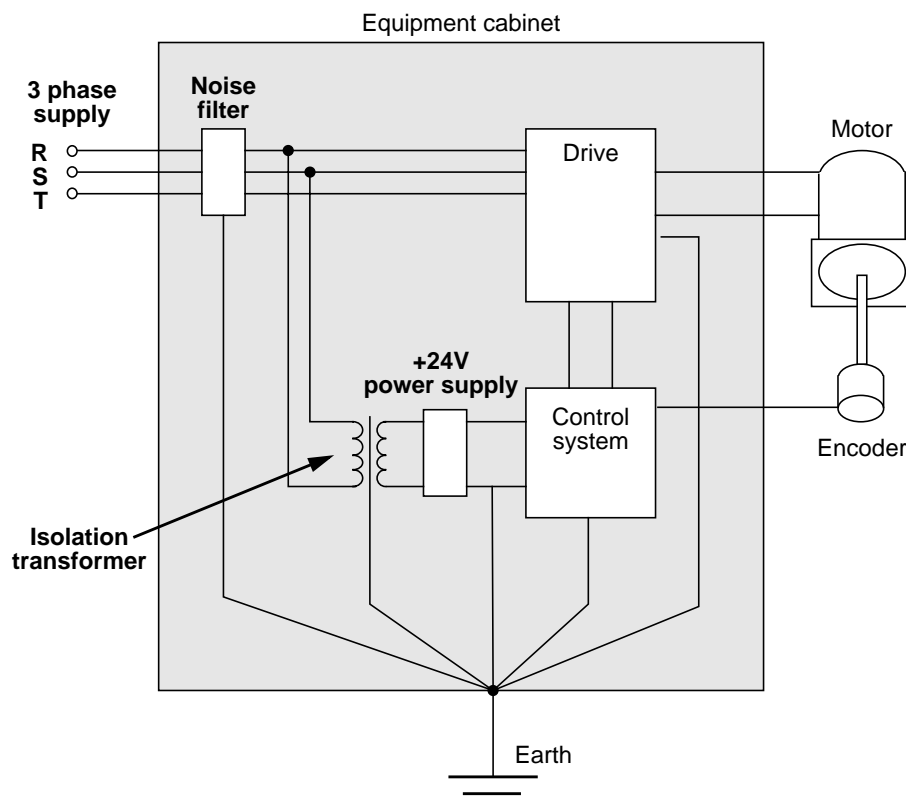 Equipment cabinet
3 phase
supply
R
S
T
Noise
filter
Drive
Motor
+24V
power supply
Control
system
Encoder
Isolation
transformer
Earth